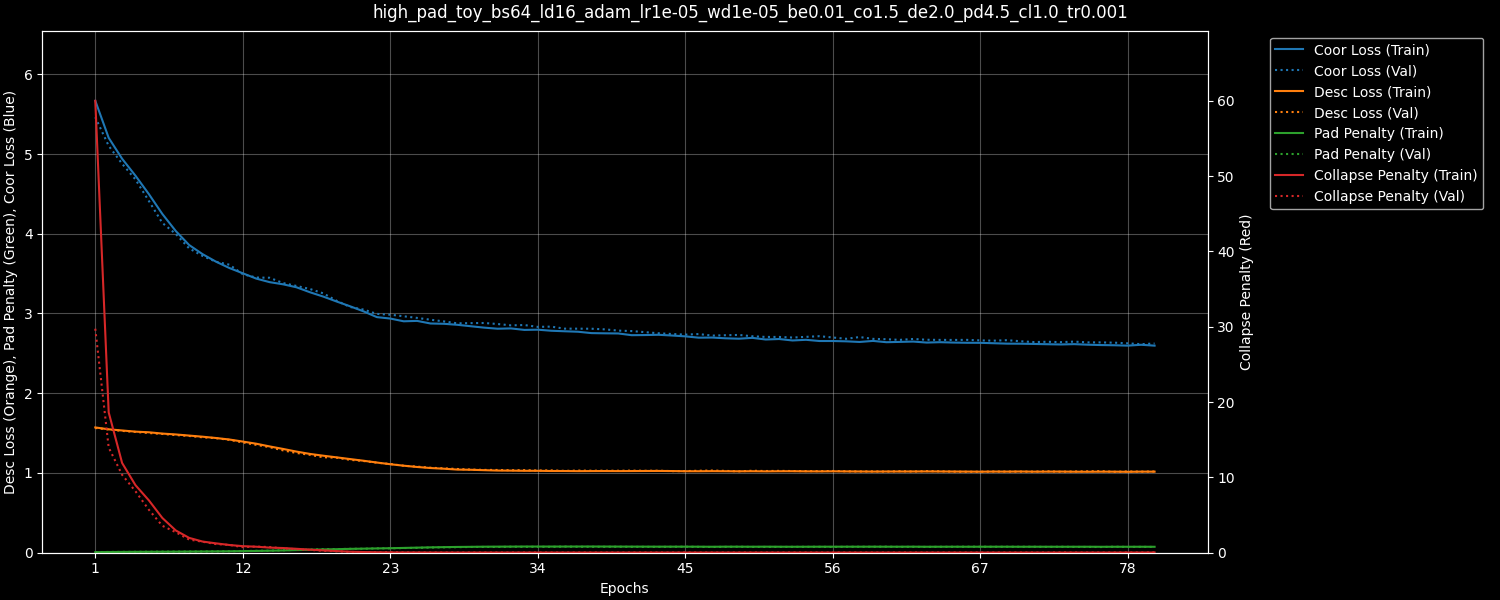 high_pad_toy_bs64_ld16_adam_lr1e-05_wd1e-05_be0.01_co1.5_de2.0_pd4.5_cl1.0_tr0.001
Desc Loss (Orange), Pad Penalty (Green), Coor Loss (Blue)
6
5
4
3
2
1
0
1
12
23
34
45
56
67
78
Epochs
60
50
40
30
20
10
0
Collapse Penalty (Red)
Coor Loss (Train)
Coor Loss (Val)
Desc Loss (Train)
Desc Loss (Val)
Pad Penalty (Train)
Pad Penalty (Val)
Collapse Penalty (Train)
Collapse Penalty (Val)